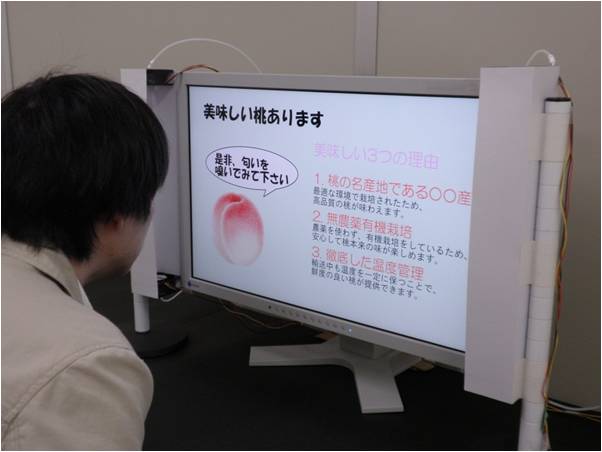 美味しい桃あります
是非、匂いを
嗅いでみて下さい
美味しい3つの理由
1. 桃の名産地である〇〇産
最適な環境で栽培されたため、
高品質の桃が味わえます。
2. 無農薬有機栽培
農薬を使わず、有機栽培をしているため、
安心して桃本来の味が楽しめます。
3. 徹底した温度管理
輸送中も温度を一定に保つことで、
鮮度の良い桃が提供できます。